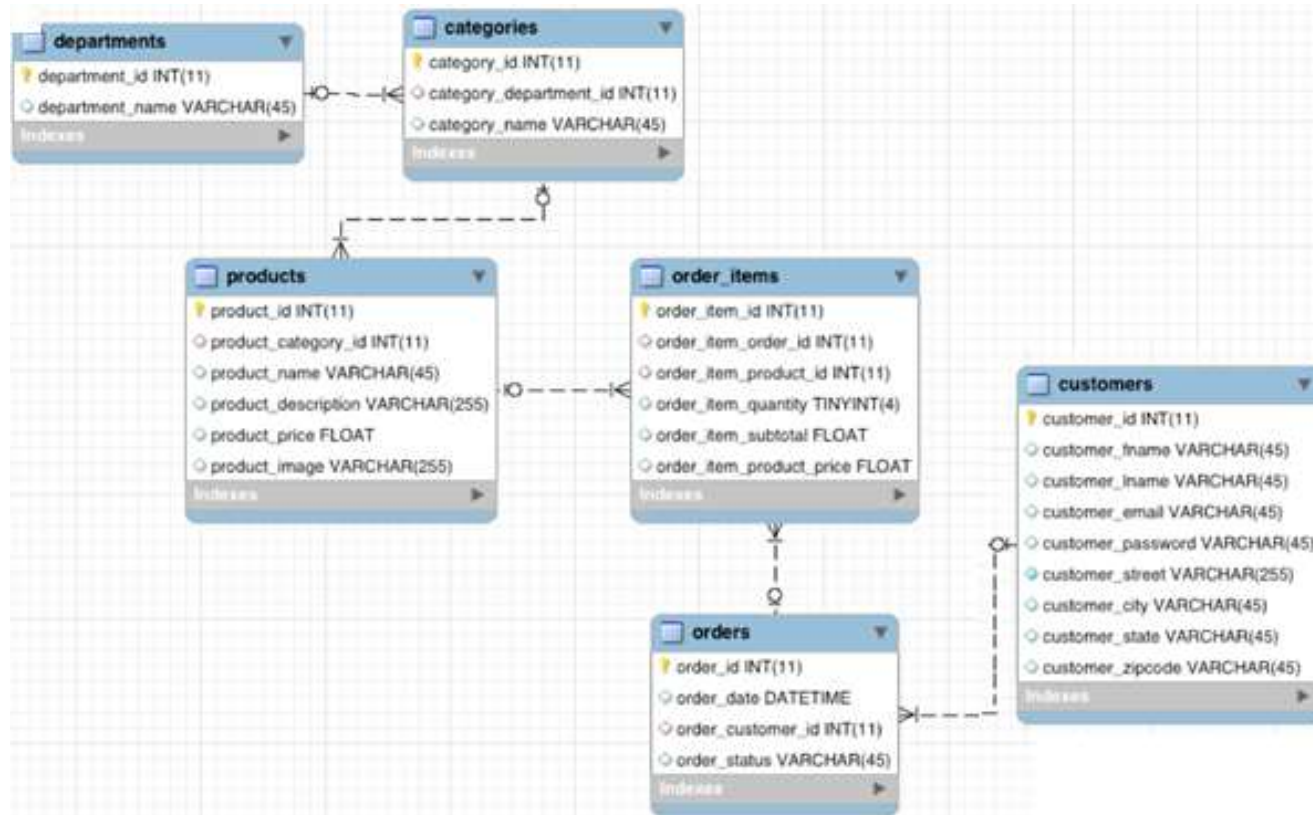 departments
department_id INT(11)
department_name VARCHAR(45)
Indexes
categories
category_id INT(11)
category_department_id INT(11)
category_name VARCHAR(45)
Indexes
products
product_id INT(11)
product_category_id INT(11)
product_name VARCHAR(45)
product_description VARCHAR(255)
product_price FLOAT
product_image VARCHAR(255)
Indexes
order_items
order_item_id INT(11)
order_item_order_id INT(11)
order_item_product_id INT(11)
order_item_quantity TINYINT(4)
order_item_subtotal FLOAT
order_item_product_price FLOAT
Indexes
customers
customer_id INT(11)
customer_fname VARCHAR(45)
customer_lname VARCHAR(45)
customer_email VARCHAR(45)
customer_password VARCHAR(45)
customer_street VARCHAR(255)
customer_city VARCHAR(45)
customer_state VARCHAR(45)
customer_zipcode VARCHAR(45)
Indexes
orders
order_id INT(11)
order_date DATETIME
order_customer_id INT(11)
order_status VARCHAR(45)
Indexes